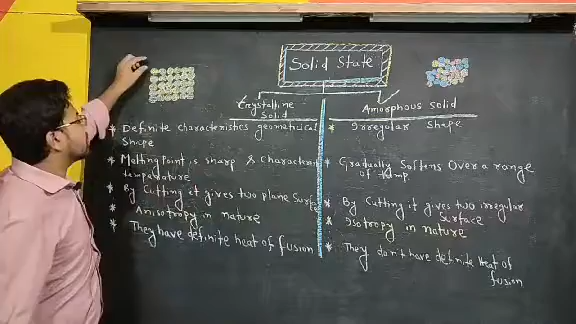 Solid State
Crystalline
Solid
* Definite characteristics geometrical
Shape
* Melting Point is sharp & Characteristic
temperature
* By Cutting it gives two plane Surface
* Anisotropy in nature
* They have definite heat of fusion
Amorphous solid
* Irregular Shape
* Gradually Softens Over a range
of temp.
* By Cutting it gives two irregular
Surface
* Isotropy in nature
* They don't have definite Heat of
fusion